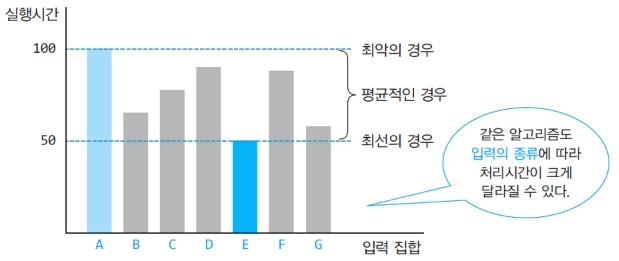 실행시간
100
최악의 경우
평균적인 경우
50
최선의 경우
같은 알고리즘도
입력의 종류에 따라
처리시간이 크게
달라질 수 있다.
A B C D E F G
입력 집합